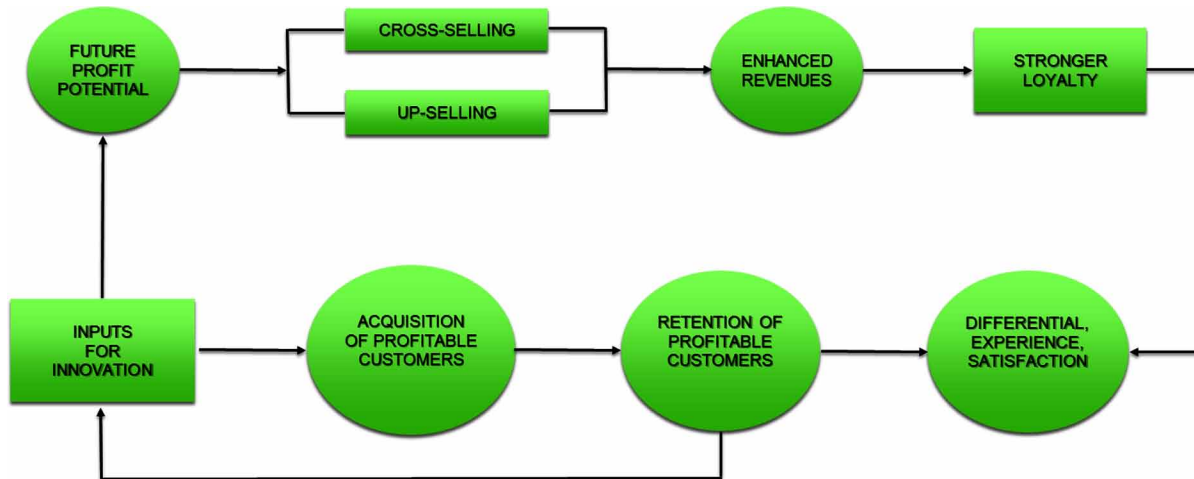 FUTURE
PROFIT
POTENTIAL
CROSS-SELLING
UP-SELLING
ENHANCED
REVENUES
STRONGER
LOYALTY
INPUTS
FOR
INNOVATION
ACQUISITION
OF PROFITABLE
CUSTOMERS
RETENTION OF
PROFITABLE
CUSTOMERS
DIFFERENTIAL,
EXPERIENCE,
SATISFACTION